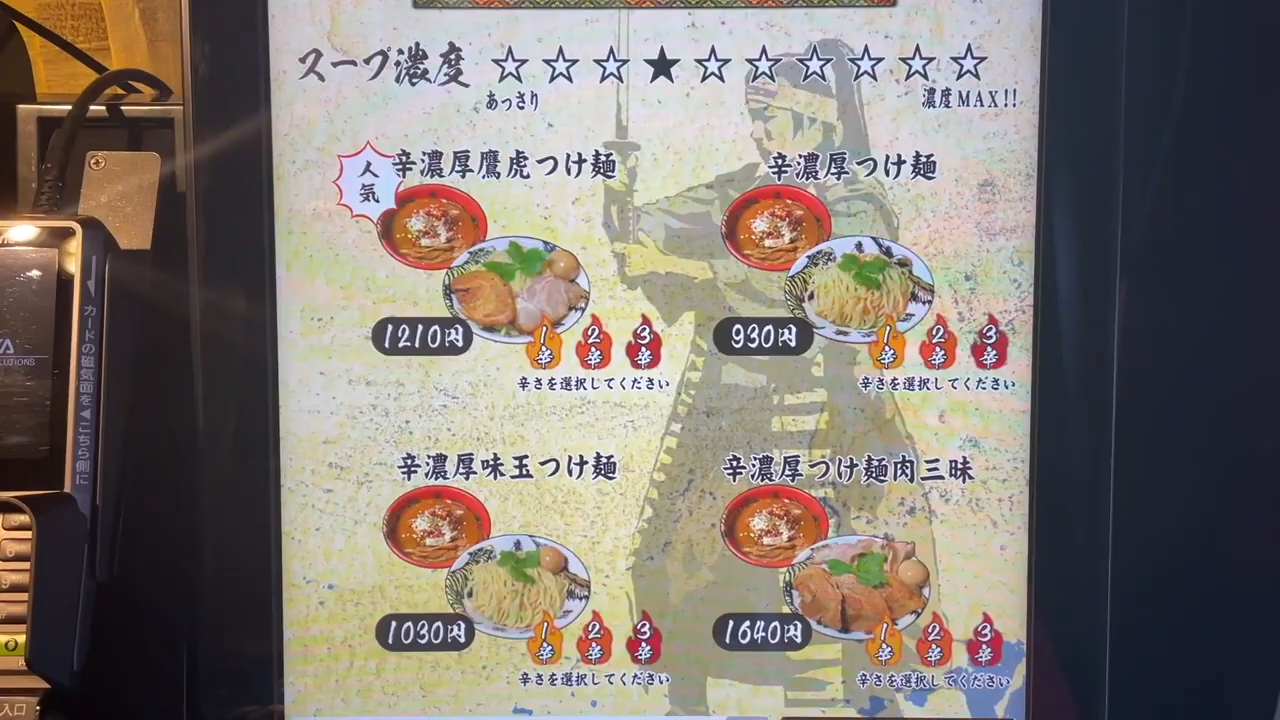 スープ濃度 ☆☆☆★☆☆☆☆☆☆
あっさり 濃度MAX!!
人気
辛濃厚鷹虎つけ麺
1210円
1辛 2辛 3辛
辛さを選択してください
辛濃厚つけ麺
930円
1辛 2辛 3辛
辛さを選択してください
辛濃厚味玉つけ麺
1030円
1辛 2辛 3辛
辛さを選択してください
辛濃厚つけ麺肉三昧
1640円
1辛 2辛 3辛
辛さを選択してください
カードの磁気面を◀こちら側に
入口